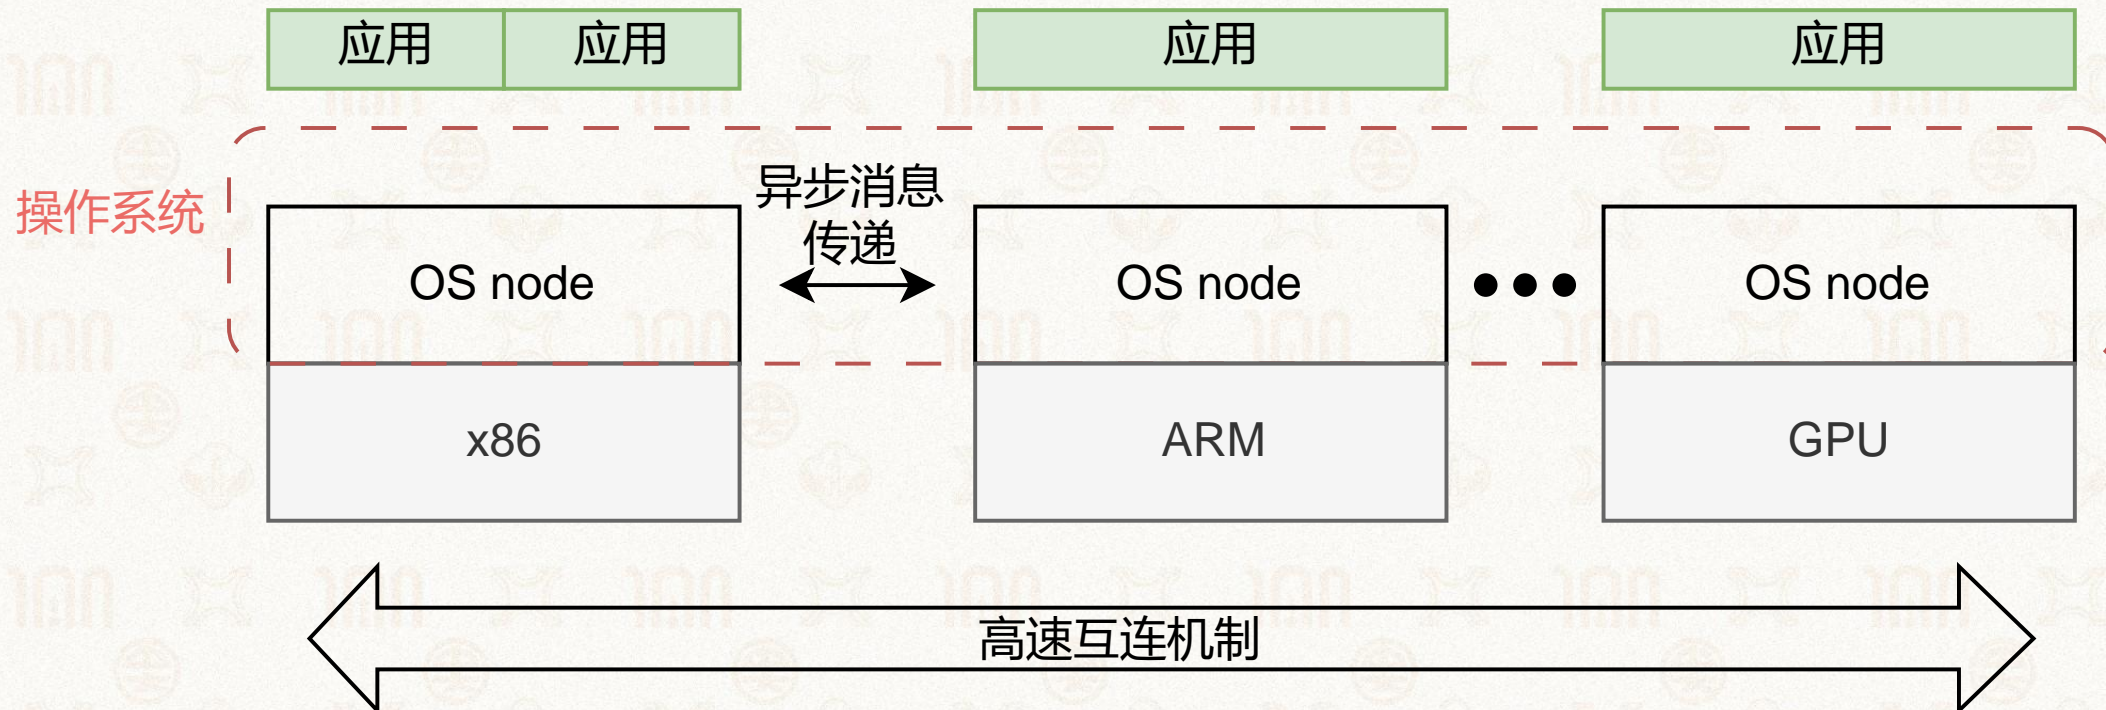 应用 应用 应用 应用
异步消息
传递
操作系统
OS node OS node OS node
x86 ARM GPU
高速互连机制